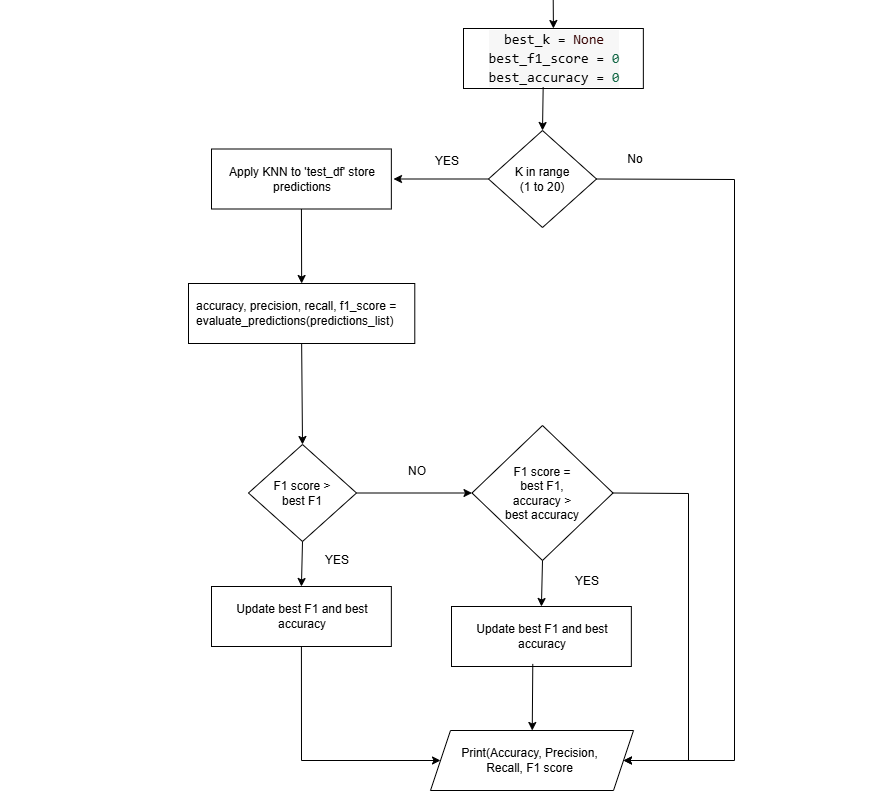 best_k = None
best_f1_score = 0
best_accuracy = 0
YES
No
K in range
(1 to 20)
Apply KNN to 'test_df' store
predictions
accuracy, precision, recall, f1_score =
evaluate_predictions(predictions_list)
F1 score >
best F1
NO
F1 score =
best F1,
accuracy >
best accuracy
YES
YES
Update best F1 and best
accuracy
Update best F1 and best
accuracy
Print(Accuracy, Precision,
Recall, F1 score